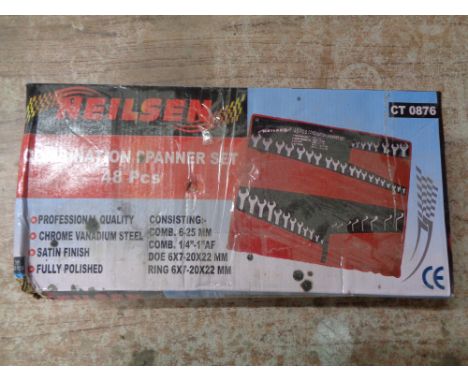 NEILSEN
CT 0876
COMBINATION SPANNER SET
48 Pcs
PROFESSIONAL QUALITY
CHROME VANADIUM STEEL
SATIN FINISH
FULLY POLISHED
CONSISTING:-
COMB. 6-25 MM
COMB. 1/4"-1"AF
DOE 6X7-20X22 MM
RING 6X7-20X22 MM
NEILSEN
CE